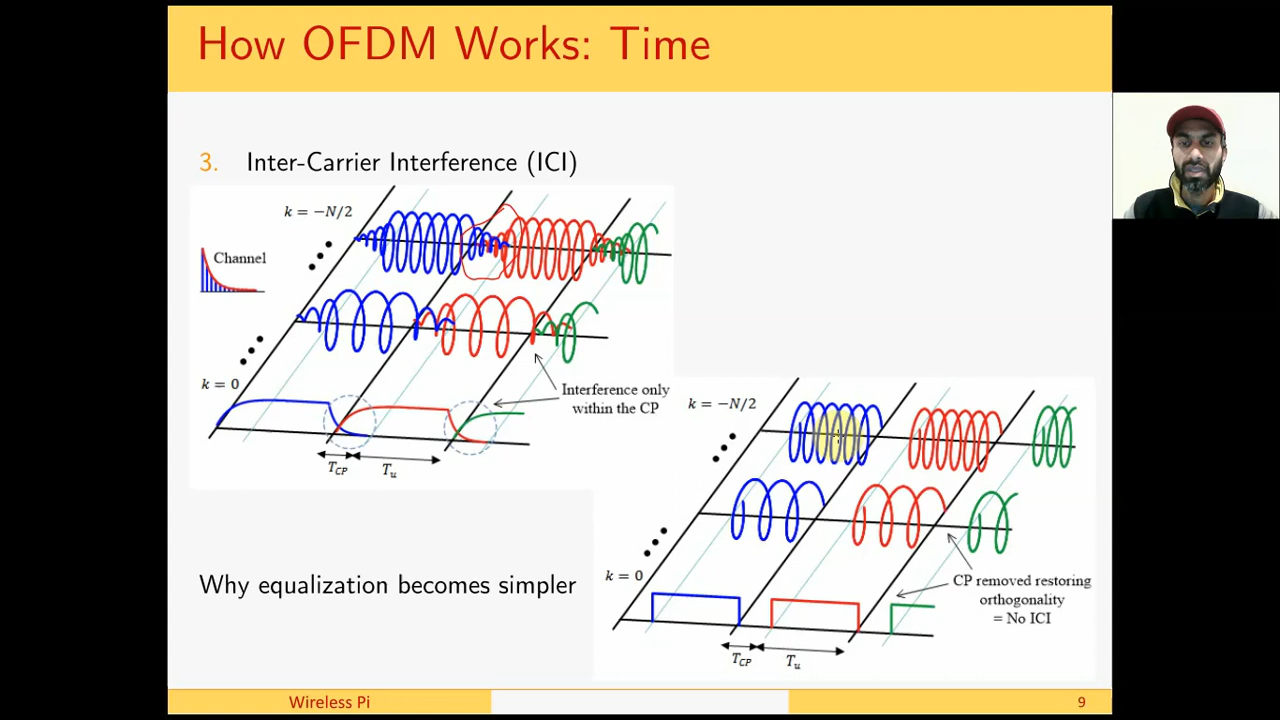 How OFDM Works: Time
3. Inter-Carrier Interference (ICI)
k = −N/2
Channel
k = 0
Interference only
within the CP
T_CP
T_u
k = −N/2
k = 0
CP removed restoring
orthogonality
= No ICI
T_CP
T_u
Why equalization becomes simpler
Wireless Pi
9